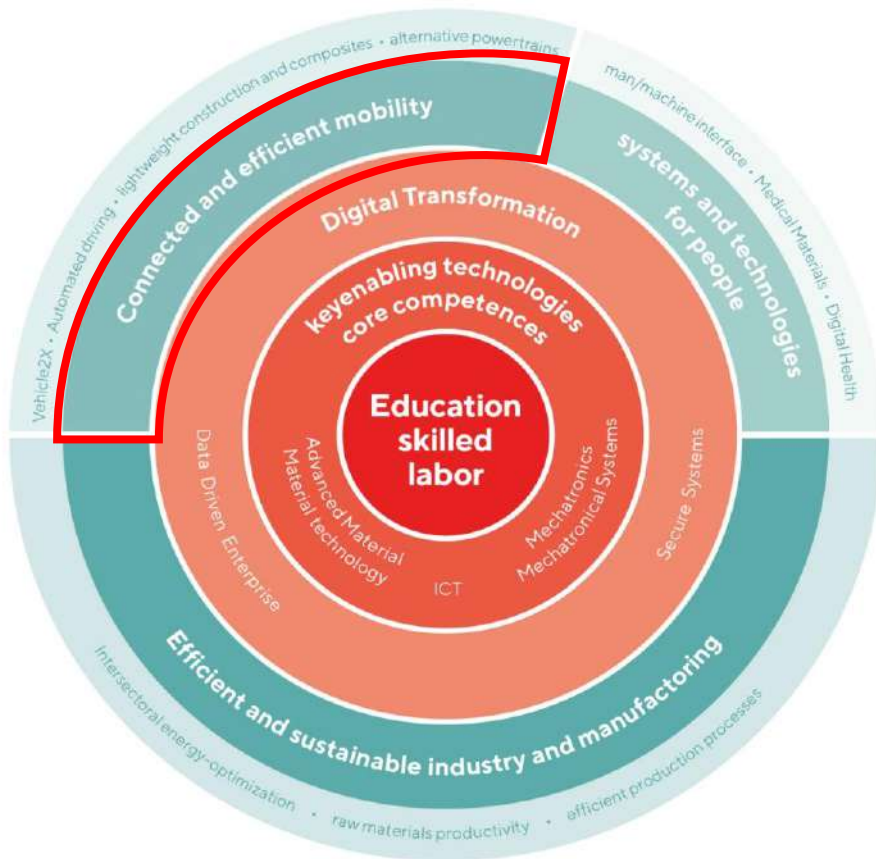 Vehicle2X • Automated driving • lightweight construction and composites • alternative powertrains
man/machine interface • Medical Materials • Digital Health
Connected and efficient mobility
systems and technologies
for people
Digital Transformation
keyenabling technologies
core competences
Education
skilled
labor
Data Driven Enterprise
Advanced Material
Material technology
ICT
Mechatronics
Mechatronical Systems
Secure Systems
Efficient and sustainable industry and manufactoring
Intersectoral energy-optimization • raw materials productivity • efficient production processes